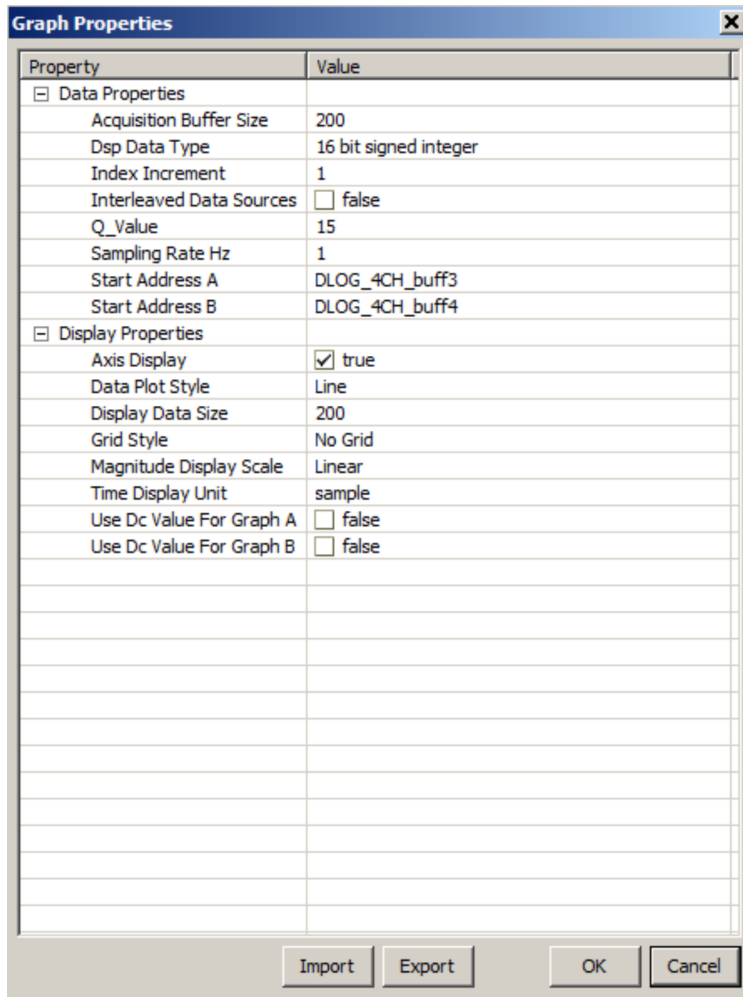 Graph Properties
Property Value
Data Properties
Acquisition Buffer Size 200
Dsp Data Type 16 bit signed integer
Index Increment 1
Interleaved Data Sources false
Q_Value 15
Sampling Rate Hz 1
Start Address A DLOG_4CH_buff3
Start Address B DLOG_4CH_buff4
Display Properties
Axis Display true
Data Plot Style Line
Display Data Size 200
Grid Style No Grid
Magnitude Display Scale Linear
Time Display Unit sample
Use Dc Value For Graph A false
Use Dc Value For Graph B false
Import Export OK Cancel